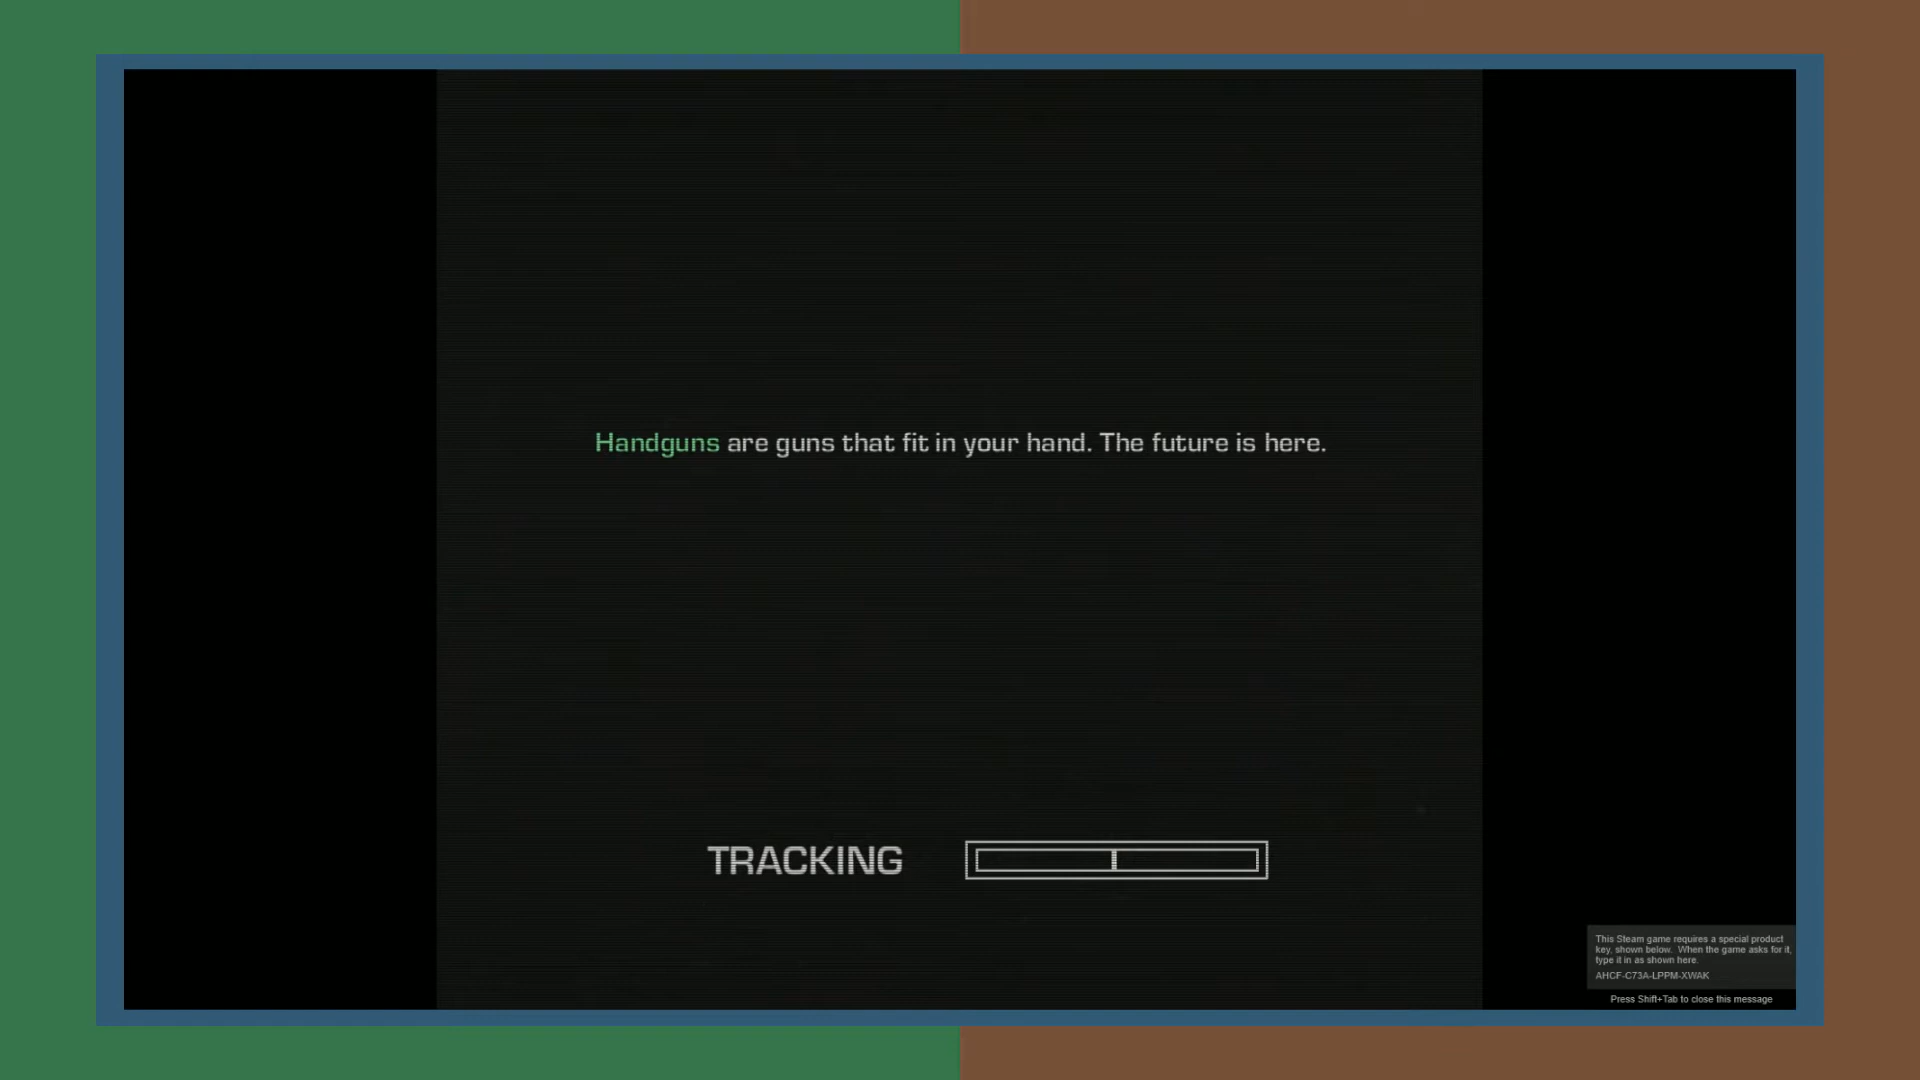 Handguns are guns that fit in your hand. The future is here.
TRACKING
This Steam game requires a special product
key, shown below.  When the game asks for it,
type it in as shown here.
AHCF-C73A-LPPM-XWAK
Press Shift+Tab to close this message